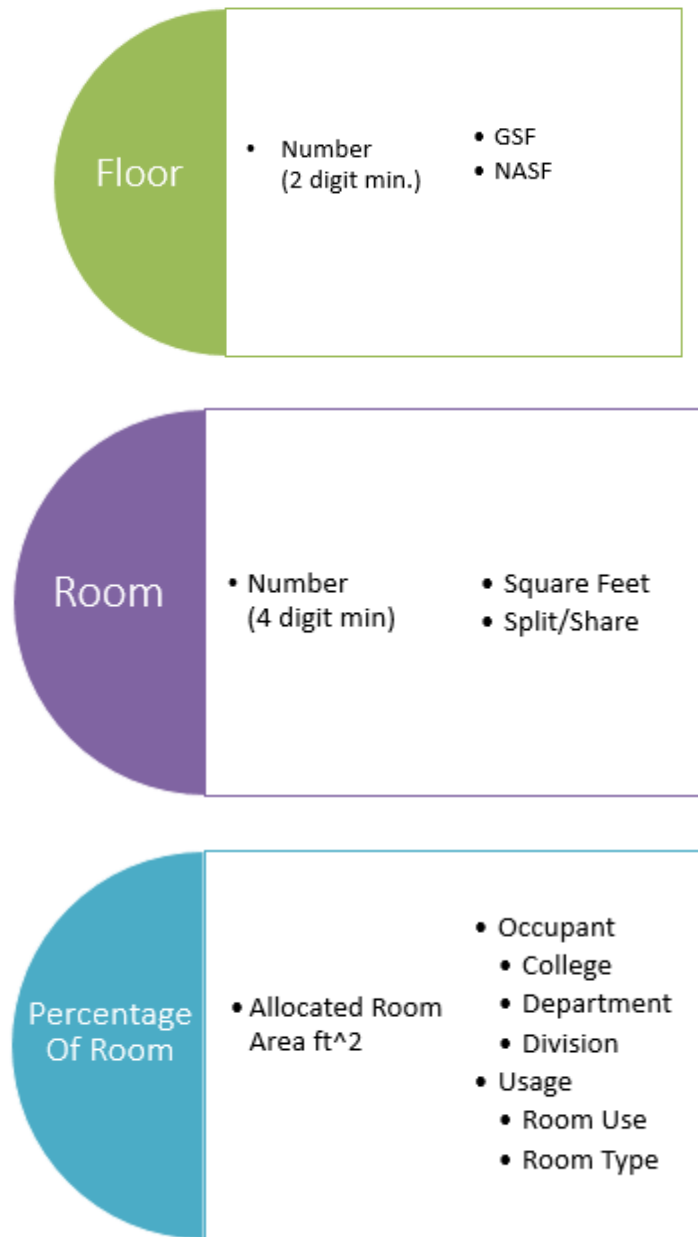 Floor
• Number
(2 digit min.)
• GSF
• NASF
Room
• Number
(4 digit min)
• Square Feet
• Split/Share
Percentage
Of Room
• Allocated Room
Area ft^2
• Occupant
• College
• Department
• Division
• Usage
• Room Use
• Room Type